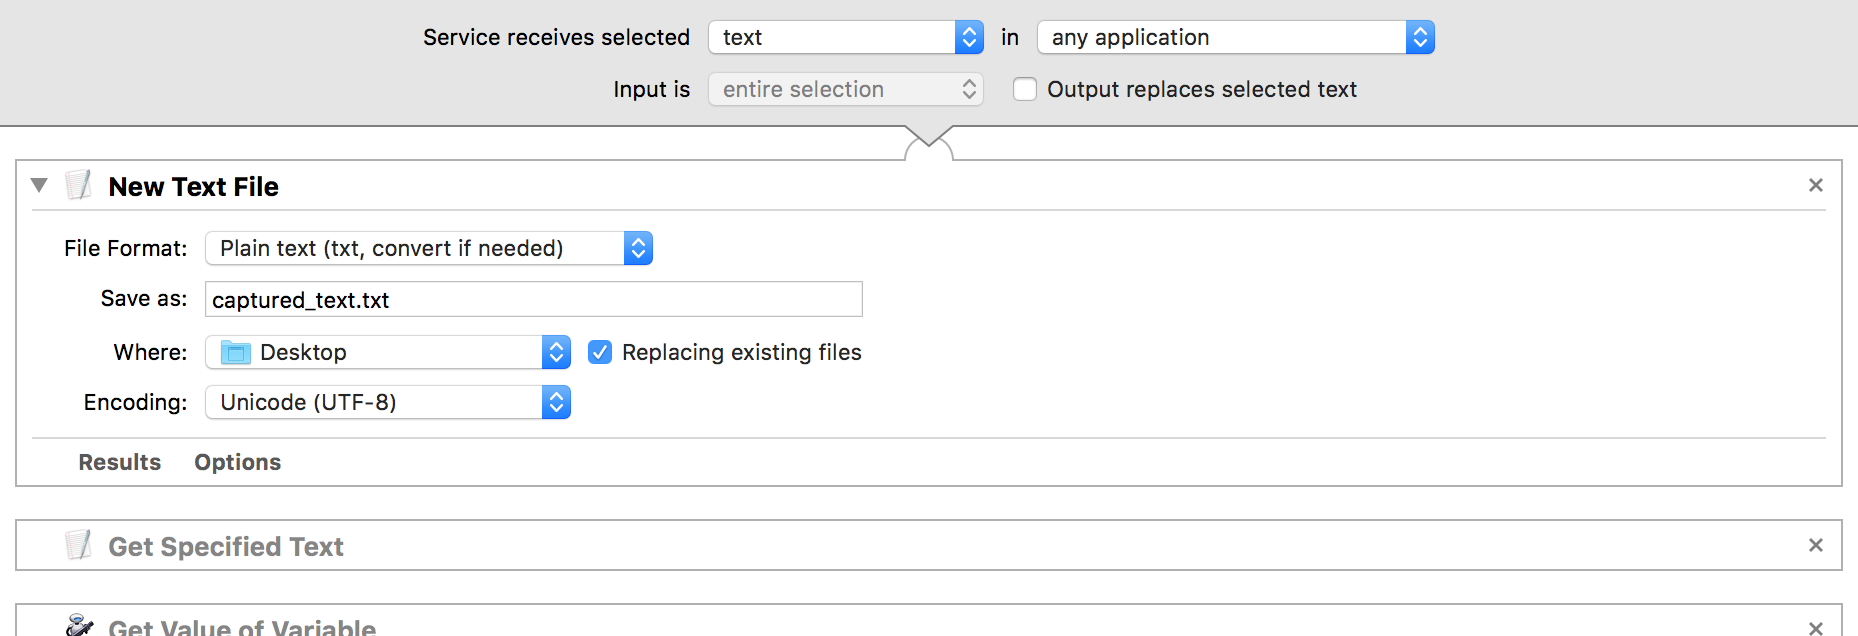 Service receives selected text in any application
Input is entire selection Output replaces selected text
New Text File
File Format: Plain text (txt, convert if needed)
Save as: captured_text.txt
Where: Desktop Replacing existing files
Encoding: Unicode (UTF-8)
Results Options
Get Specified Text
Get Value of Variable